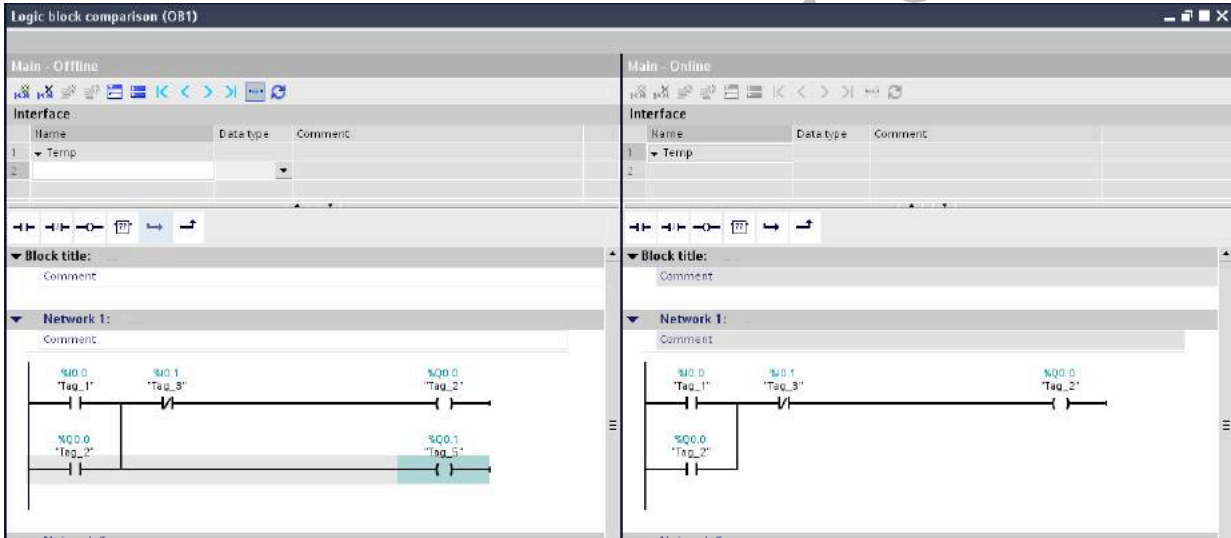 Logic block comparison (OB1)
Main - Offline
Interface
Name Data type Comment
1 Temp
2
Block title: ...
Comment
Network 1: ...
Comment
%I0.0 %I0.1 %Q0.0
"Tag_1" "Tag_3" "Tag_2"
%Q0.0 %Q0.1
"Tag_2" "Tag_5"
Main - Online
Interface
Name Data type Comment
1 Temp
2
Block title: ...
Comment
Network 1: ...
Comment
%I0.0 %I0.1 %Q0.0
"Tag_1" "Tag_3" "Tag_2"
%Q0.0
"Tag_2"